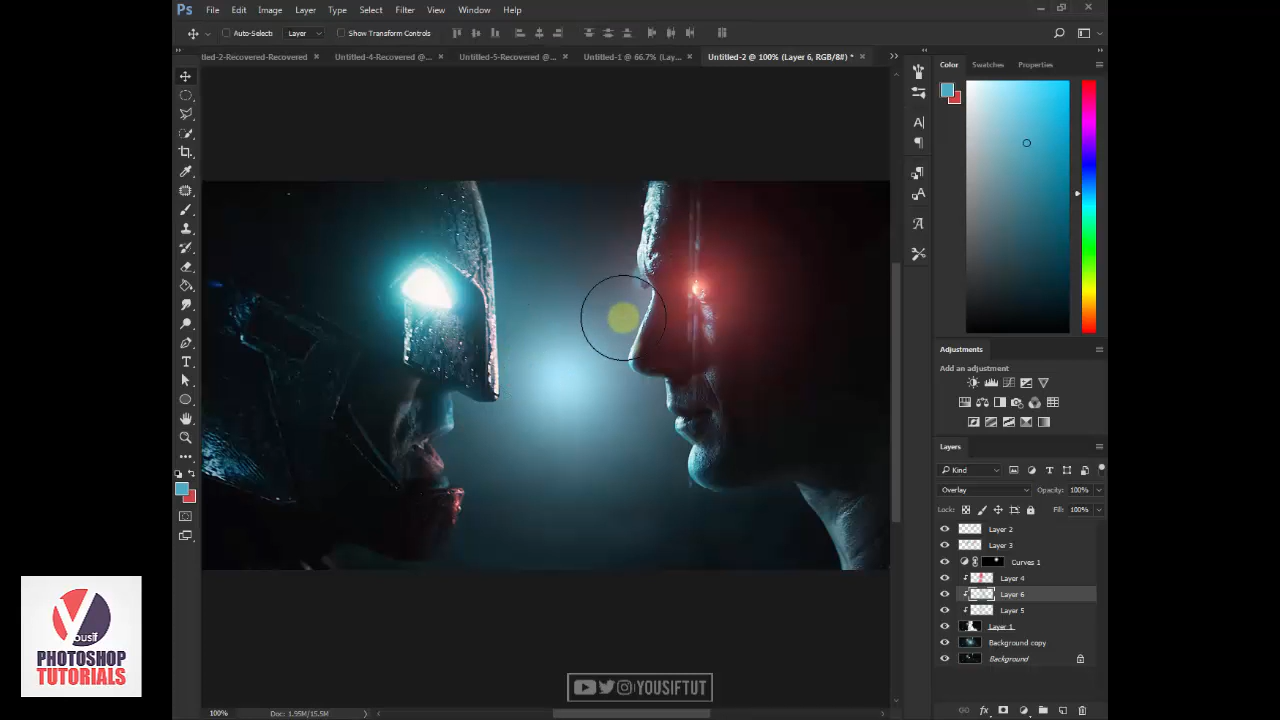 Ps File Edit Image Layer Type Select Filter View Window Help
Auto-Select: Layer Show Transform Controls
tled-2-Recovered-Recovered × Untitled-4-Recovered @... × Untitled-5-Recovered @... × Untitled-1 @ 66.7% (Lay... × Untitled-2 @ 100% (Layer 6, RGB/8#) * ×
Color Swatches Properties
Adjustments
Add an adjustment
Layers
Kind
Overlay Opacity: 100%
Lock: Fill: 100%
Layer 2
Layer 3
Curves 1
Layer 4
Layer 6
Layer 5
Layer 1
Background copy
Background
fx
100% Doc: 1.95M/15.5M
Yousif
PHOTOSHOP
TUTORIALS
YOUSIFTUT